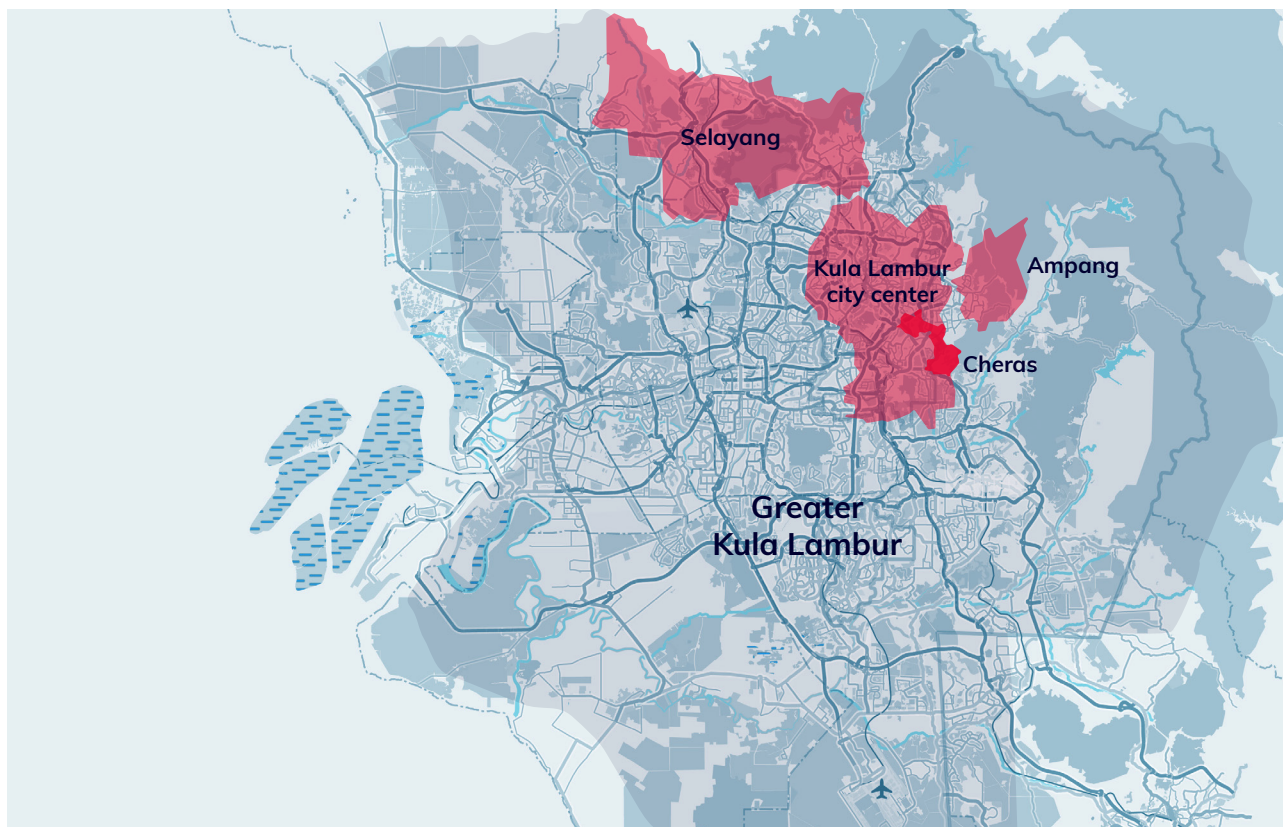 Selayang
Kula Lambur
city center
Ampang
Cheras
Greater
Kula Lambur